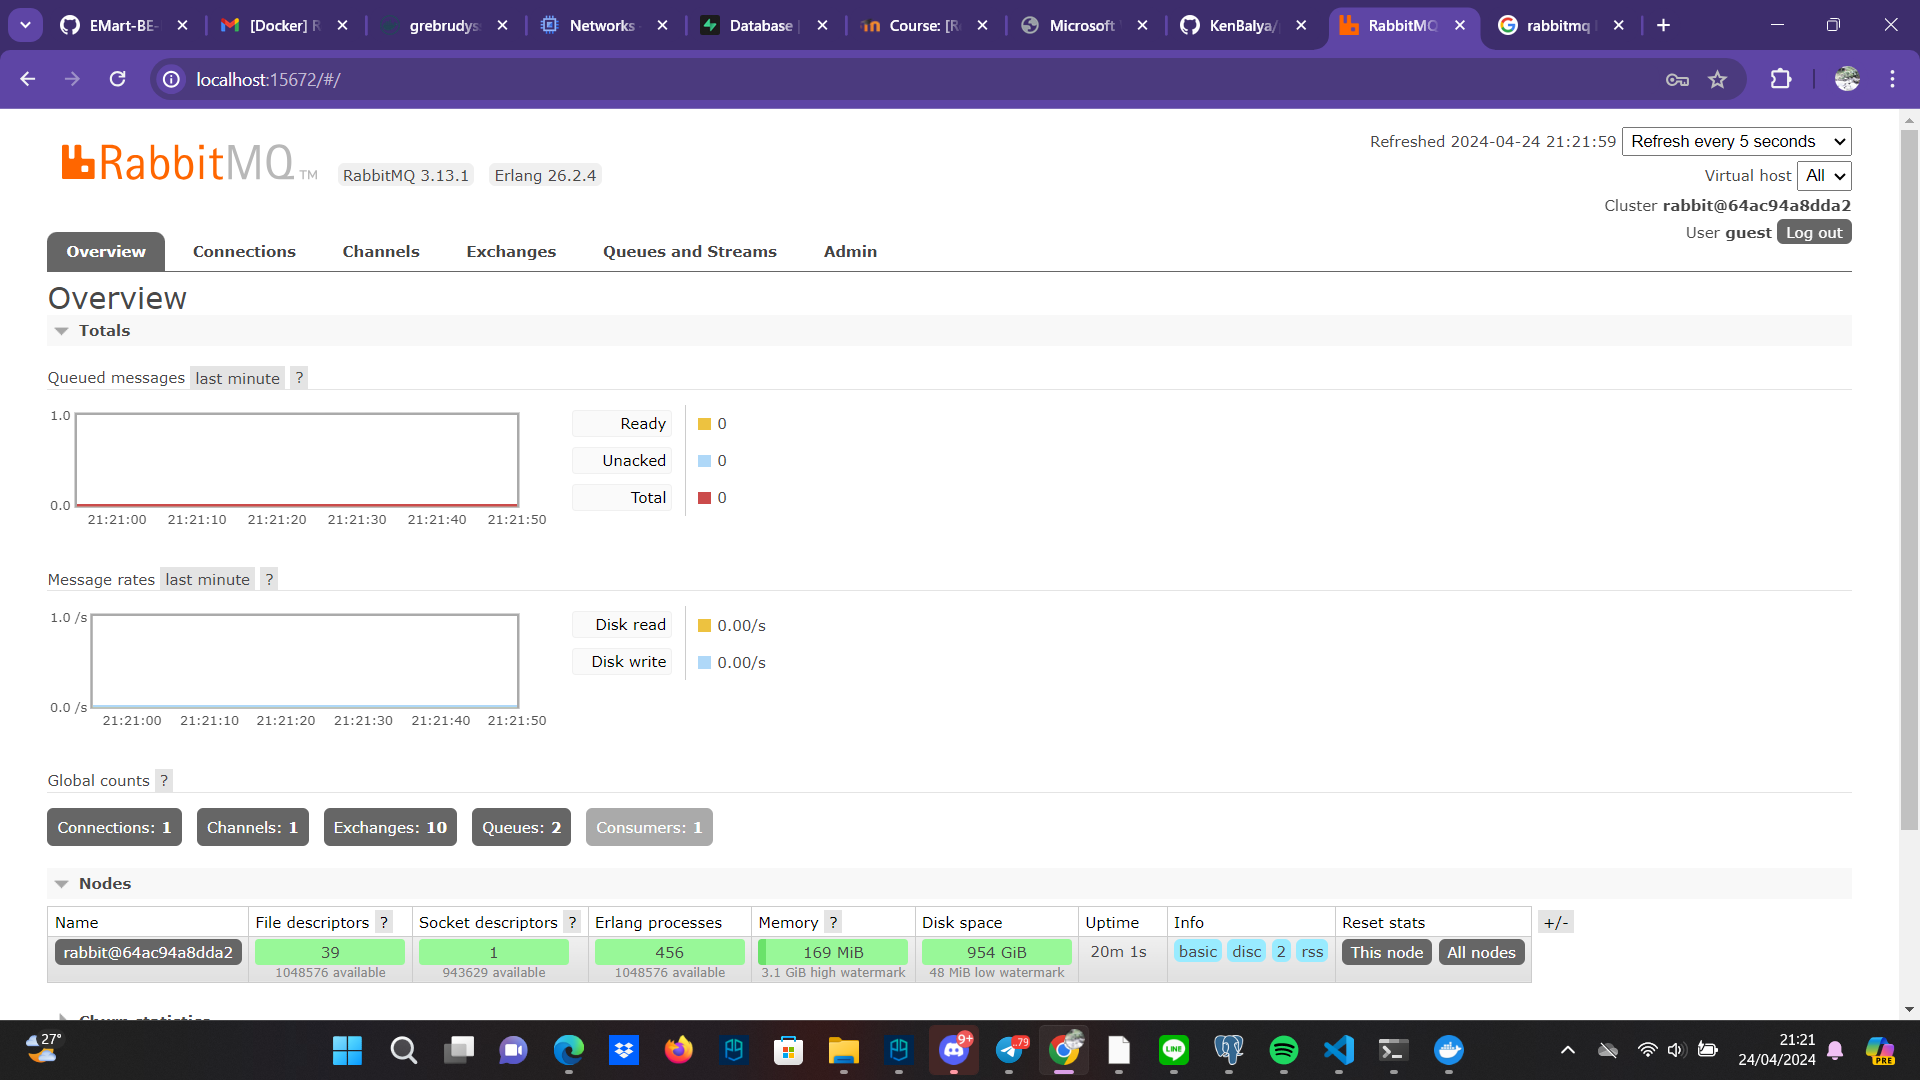 EMart-BE-
[Docker] R
grebrudys
Networks
Database
Course: [R
Microsoft
KenBalya/
RabbitMQ
rabbitmq
localhost:15672/#/
RabbitMQ TM
RabbitMQ 3.13.1
Erlang 26.2.4
Refreshed 2024-04-24 21:21:59
Refresh every 5 seconds
Virtual host
All
Cluster rabbit@64ac94a8dda2
User guest
Log out
Overview
Connections
Channels
Exchanges
Queues and Streams
Admin
Overview
Totals
Queued messages last minute ?
1.0
0.0
21:21:00 21:21:10 21:21:20 21:21:30 21:21:40 21:21:50
Ready 0
Unacked 0
Total 0
Message rates last minute ?
1.0 /s
0.0 /s
21:21:00 21:21:10 21:21:20 21:21:30 21:21:40 21:21:50
Disk read 0.00/s
Disk write 0.00/s
Global counts ?
Connections: 1
Channels: 1
Exchanges: 10
Queues: 2
Consumers: 1
Nodes
Name File descriptors ? Socket descriptors ? Erlang processes Memory ? Disk space Uptime Info Reset stats +/-
rabbit@64ac94a8dda2 39 1 456 169 MiB 954 GiB 20m 1s basic disc 2 rss This node All nodes
1048576 available 943629 available 1048576 available 3.1 GiB high watermark 48 MiB low watermark
Churn statistics
27°
9+
..79
LINE
PRE
21:21
24/04/2024